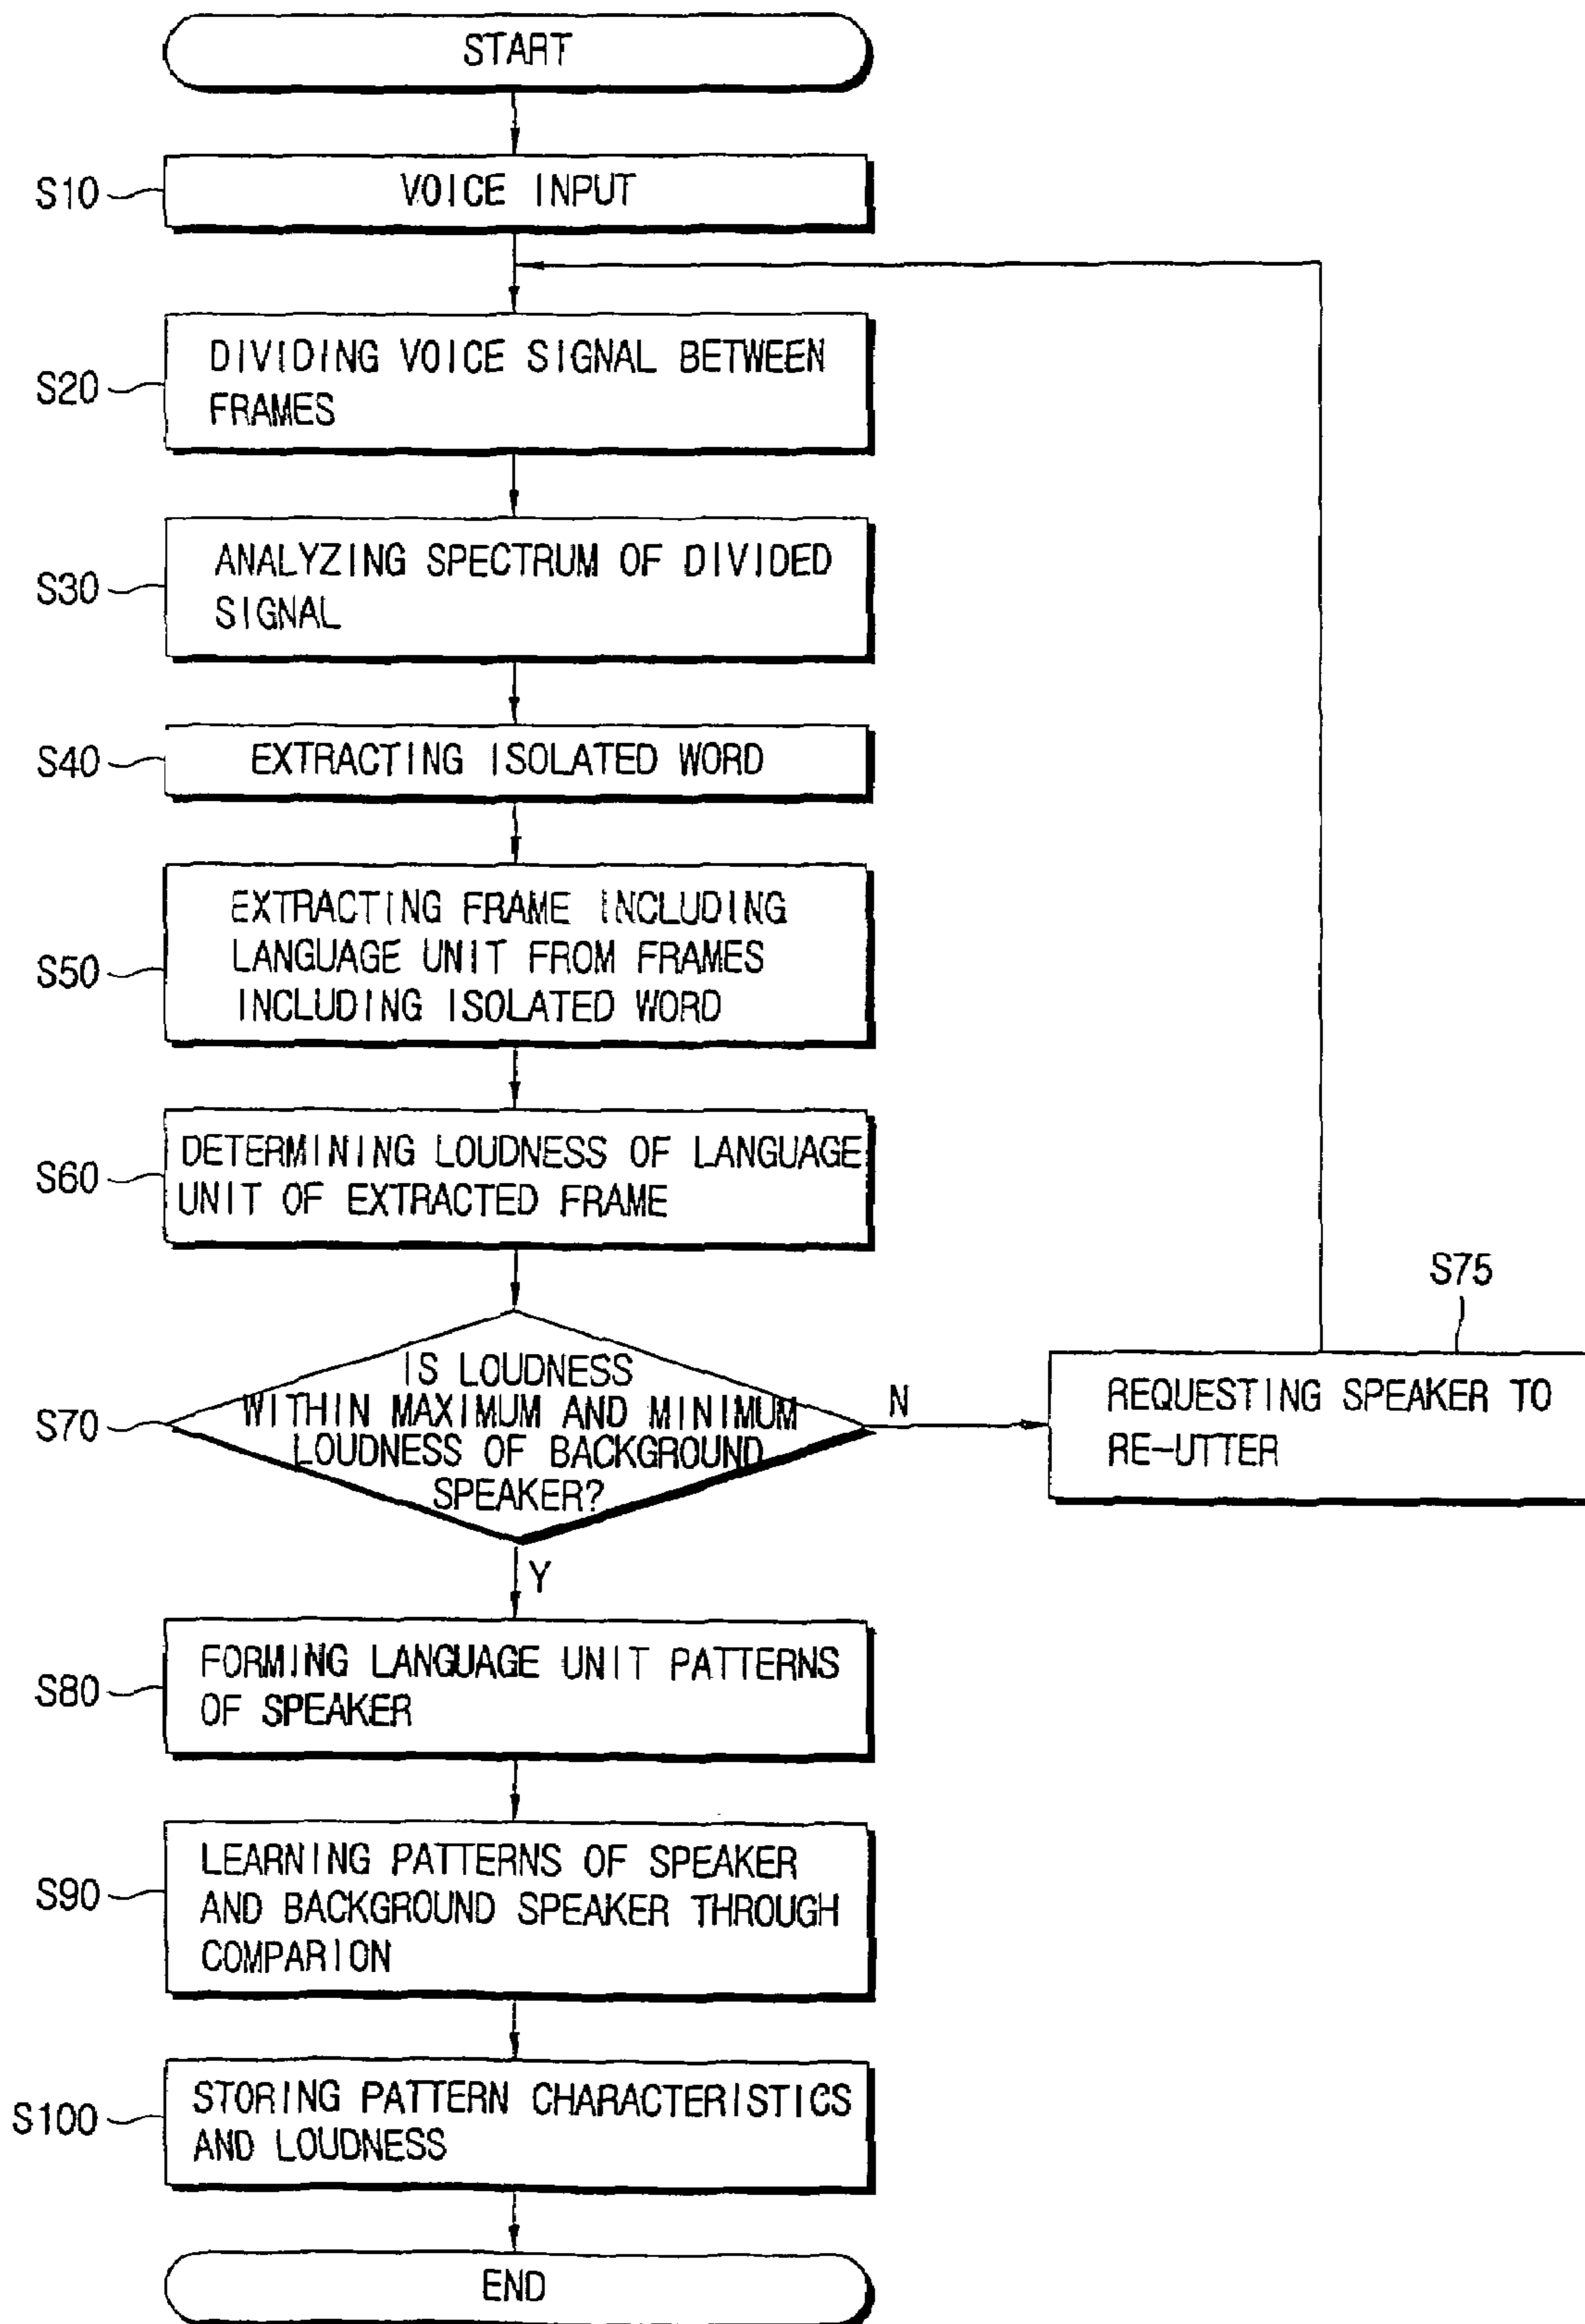 START
S10
VOICE INPUT
S20
DIVIDING VOICE SIGNAL BETWEEN
FRAMES
S30
ANALYZING SPECTRUM OF DIVIDED
SIGNAL
S40
EXTRACTING ISOLATED WORD
S50
EXTRACTING FRAME INCLUDING
LANGUAGE UNIT FROM FRAMES
INCLUDING ISOLATED WORD
S60
DETERMINING LOUDNESS OF LANGUAGE
UNIT OF EXTRACTED FRAME
S70
IS LOUDNESS
WITHIN MAXIMUM AND MINIMUM
LOUDNESS OF BACKGROUND
SPEAKER?
N
S75
REQUESTING SPEAKER TO
RE-UTTER
Y
S80
FORMING LANGUAGE UNIT PATTERNS
OF SPEAKER
S90
LEARNING PATTERNS OF SPEAKER
AND BACKGROUND SPEAKER THROUGH
COMPARION
S100
STORING PATTERN CHARACTERISTICS
AND LOUDNESS
END